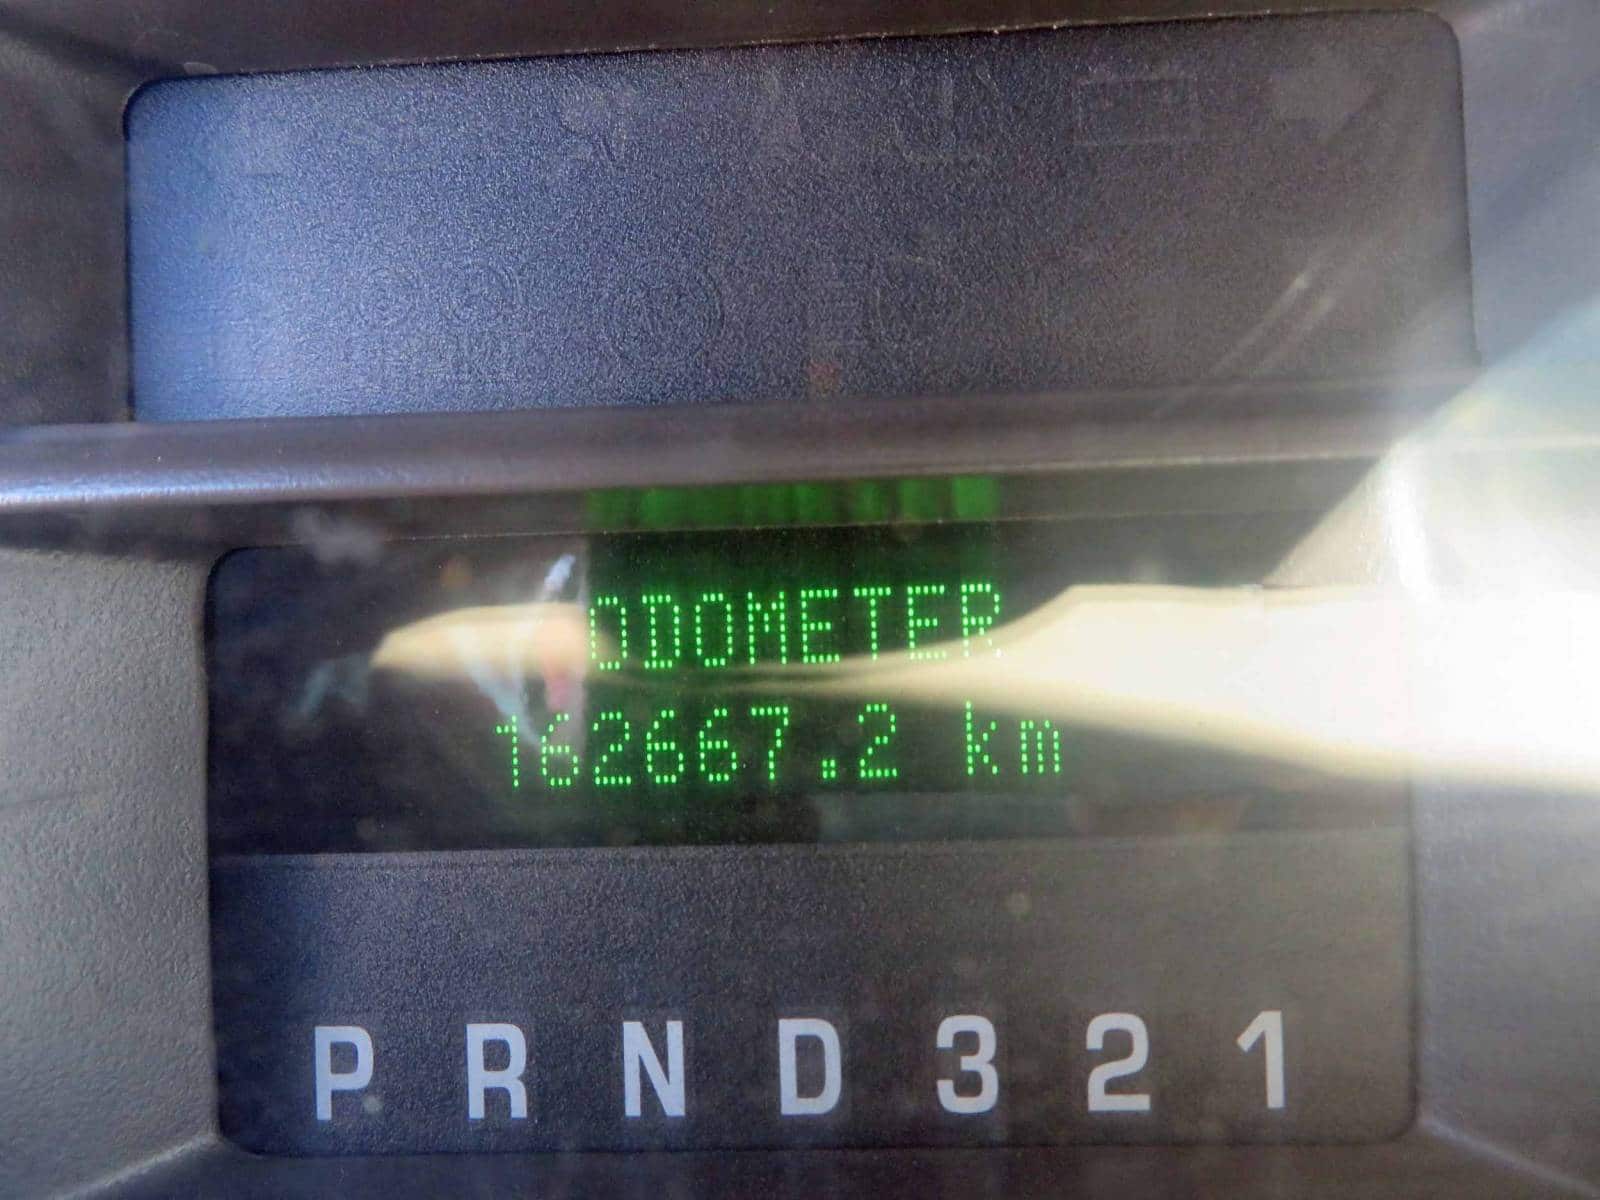 ODOMETER
162667.2 km
P R N D 3 2 1